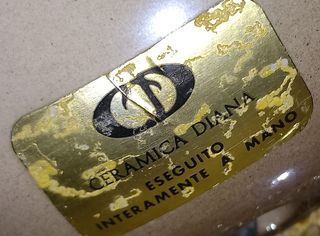 CERAMICA DIANA
ESEGUITO
INTERAMENTE A MANO